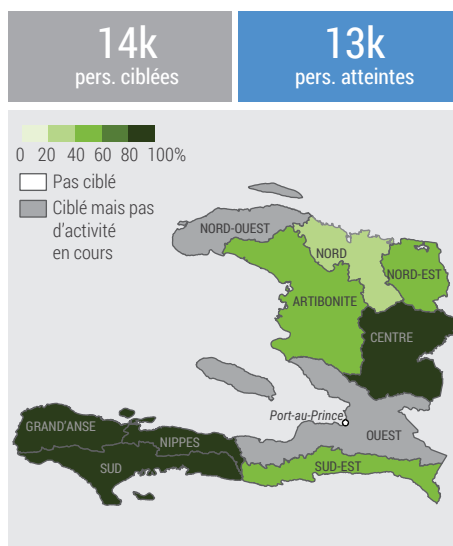 14k
pers. ciblées
13k
pers. atteintes
0 20 40 60 80 100%
Pas ciblé
Ciblé mais pas
d'activité
en cours
NORD-OUEST
NORD
NORD-EST
ARTIBONITE
CENTRE
Port-au-Prince
GRAND'ANSE
NIPPES
OUEST
SUD
SUD-EST